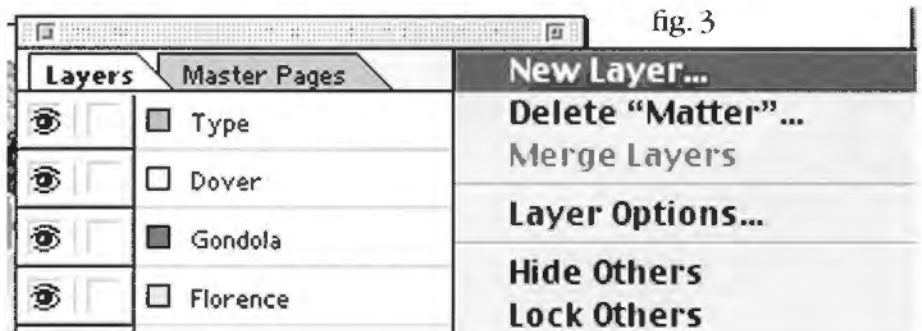 fig. 3
Layers
Master Pages
Type
Dover
Gondola
Florence
New Layer...
Delete “Matter”...
Merge Layers
Layer Options...
Hide Others
Lock Others